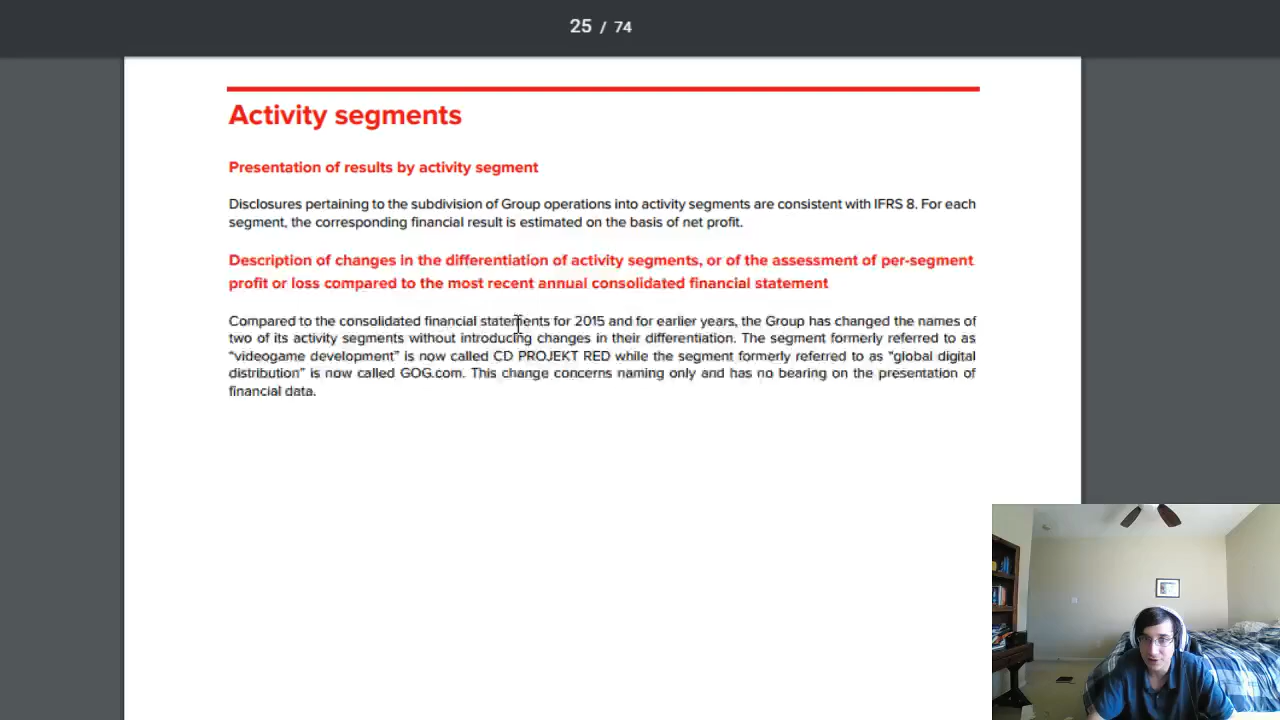 25 / 74
Activity segments
Presentation of results by activity segment
Disclosures pertaining to the subdivision of Group operations into activity segments are consistent with IFRS 8. For each
segment, the corresponding financial result is estimated on the basis of net profit.
Description of changes in the differentiation of activity segments, or of the assessment of per-segment
profit or loss compared to the most recent annual consolidated financial statement
Compared to the consolidated financial statements for 2015 and for earlier years, the Group has changed the names of
two of its activity segments without introducing changes in their differentiation. The segment formerly referred to as
“videogame development” is now called CD PROJEKT RED while the segment formerly referred to as “global digital
distribution” is now called GOG.com. This change concerns naming only and has no bearing on the presentation of
financial data.